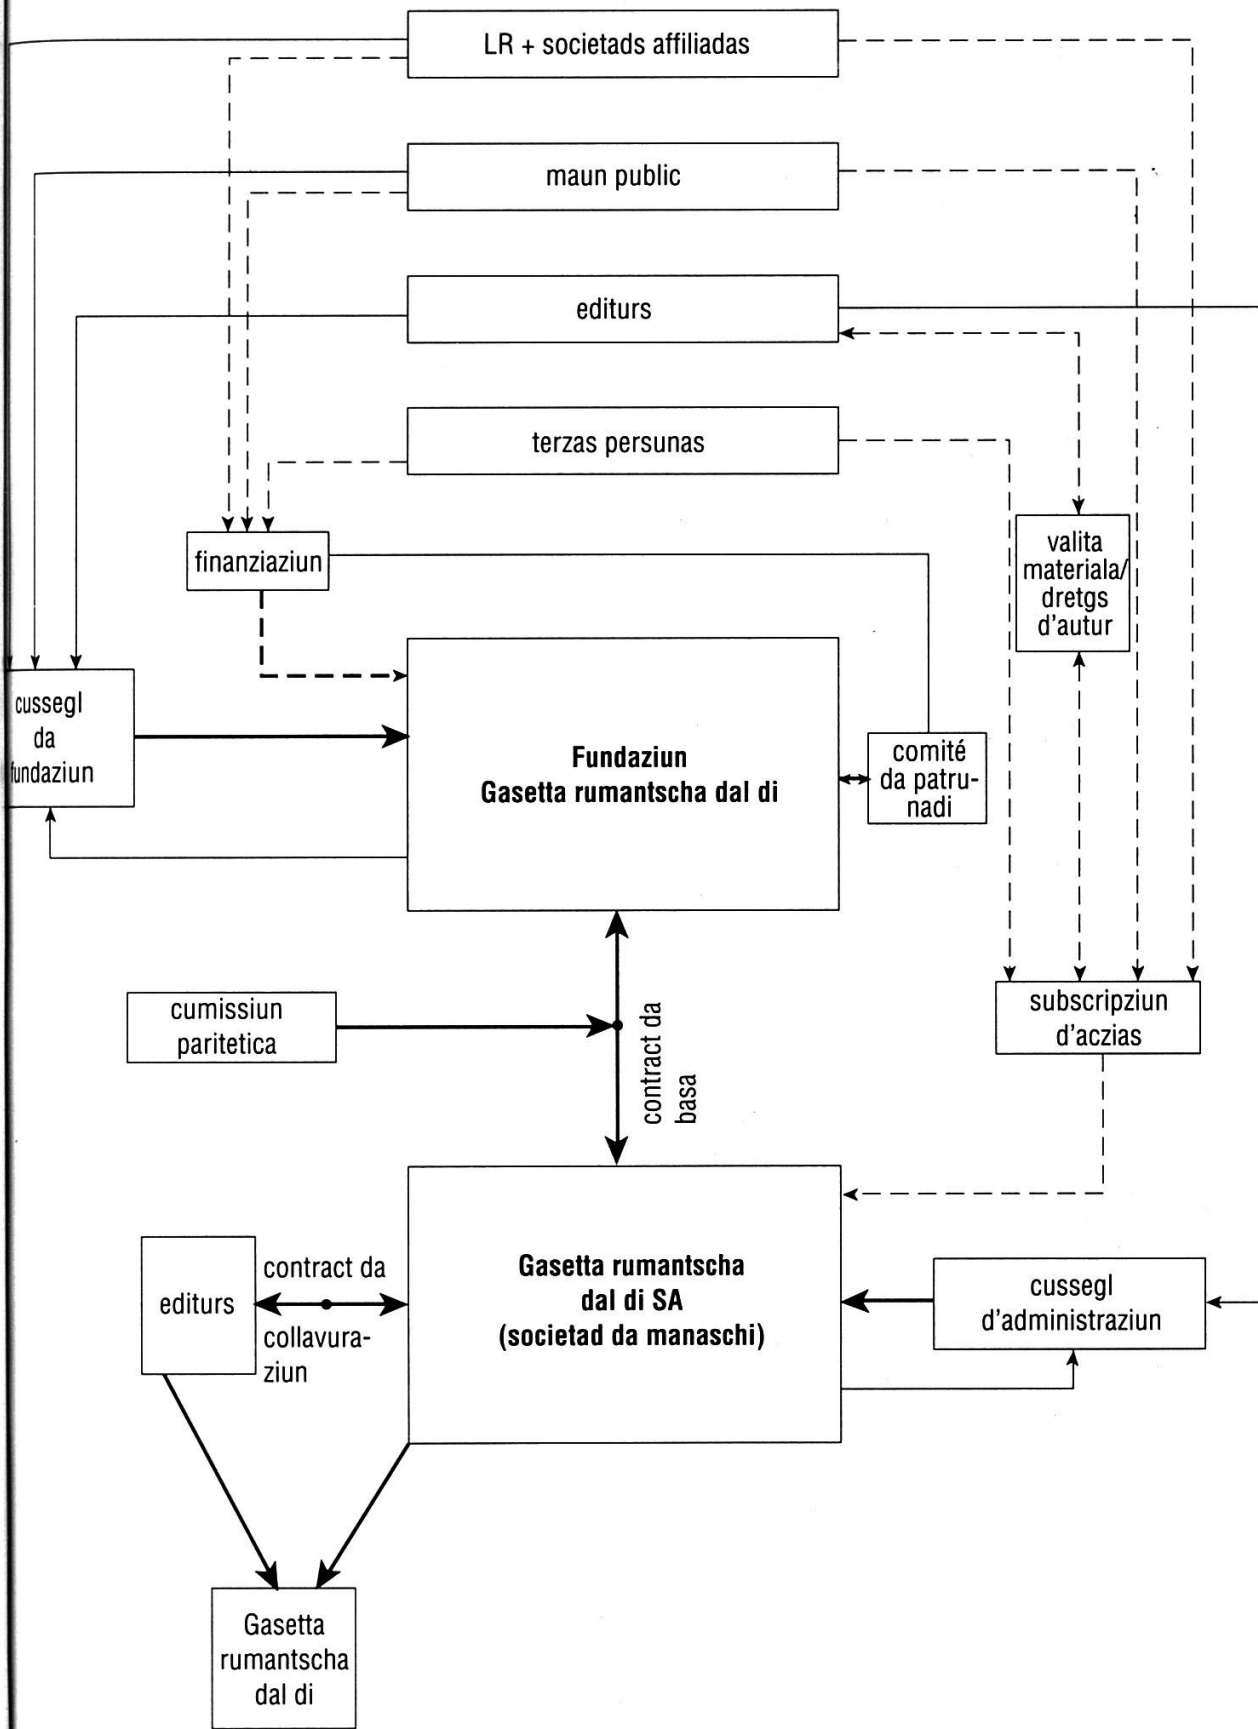 LR + societads affiliadas
maun public
editurs
terzas persunas
finanziaziun
valita
materiala/
dretgs
d'autur
cussegl
da
fundaziun
Fundaziun
Gasetta rumantscha dal di
comité
da patru-
nadi
cumissiun
paritetica
contract da
basa
subscripziun
d'aczias
editurs
contract da
collavura-
ziun
Gasetta rumantscha
dal di SA
(societad da manaschi)
cussegl
d'administraziun
Gasetta
rumantscha
dal di